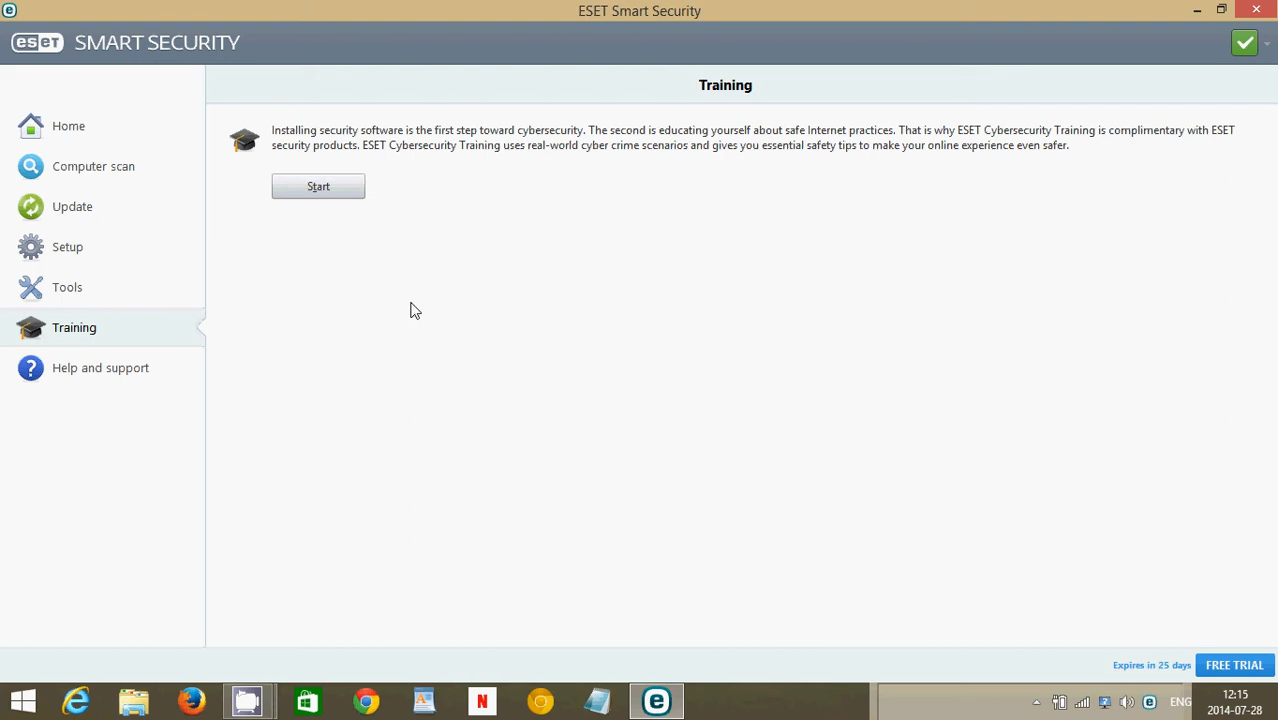 ESET Smart Security
eset SMART SECURITY
Training
Home
Computer scan
Update
Setup
Tools
Training
Help and support
Installing security software is the first step toward cybersecurity. The second is educating yourself about safe Internet practices. That is why ESET Cybersecurity Training is complimentary with ESET
security products. ESET Cybersecurity Training uses real-world cyber crime scenarios and gives you essential safety tips to make your online experience even safer.
Start
Expires in 25 days FREE TRIAL
N
ENG
12:15
2014-07-28